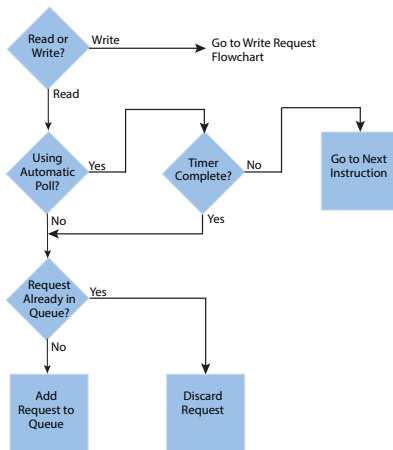 Read or
Write?
Write
Go to Write Request
Flowchart
Read
Using
Automatic
Poll?
Yes
Timer
Complete?
No
Go to Next
Instruction
No
Yes
Request
Already in
Queue?
Yes
No
Add
Request to
Queue
Discard
Request